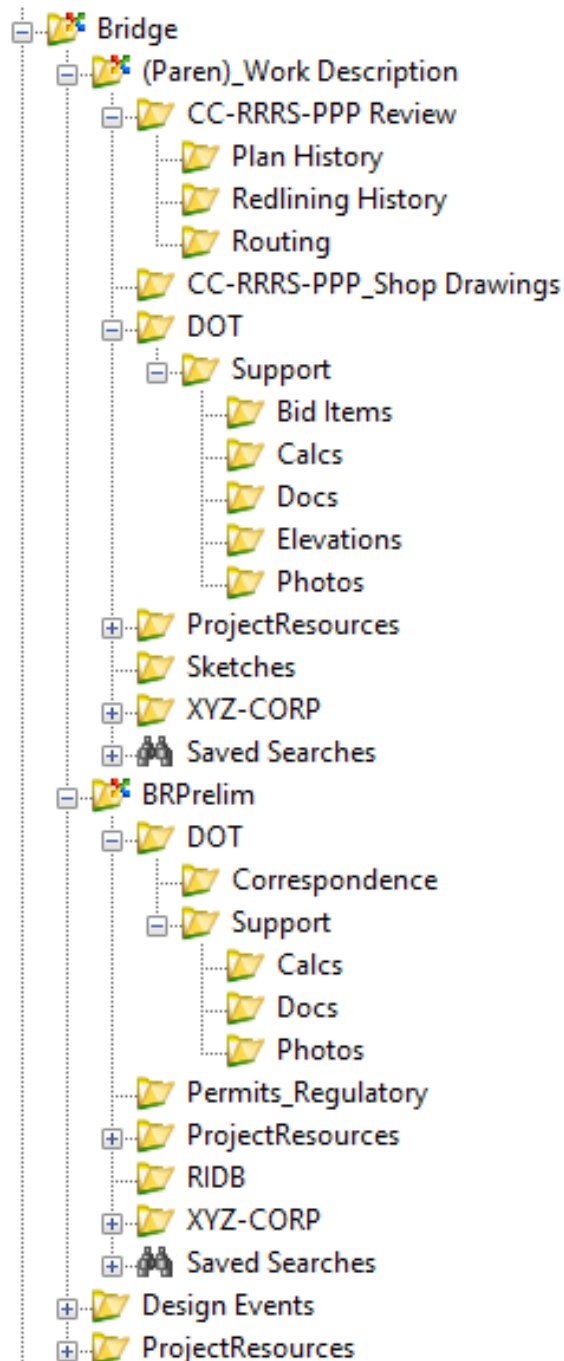 Bridge
(Paren)_Work Description
CC-RRRS-PPP Review
Plan History
Redlining History
Routing
CC-RRRS-PPP_Shop Drawings
DOT
Support
Bid Items
Calcs
Docs
Elevations
Photos
ProjectResources
Sketches
XYZ-CORP
Saved Searches
BRPrelim
DOT
Correspondence
Support
Calcs
Docs
Photos
Permits_Regulatory
ProjectResources
RIDB
XYZ-CORP
Saved Searches
Design Events
ProjectResources